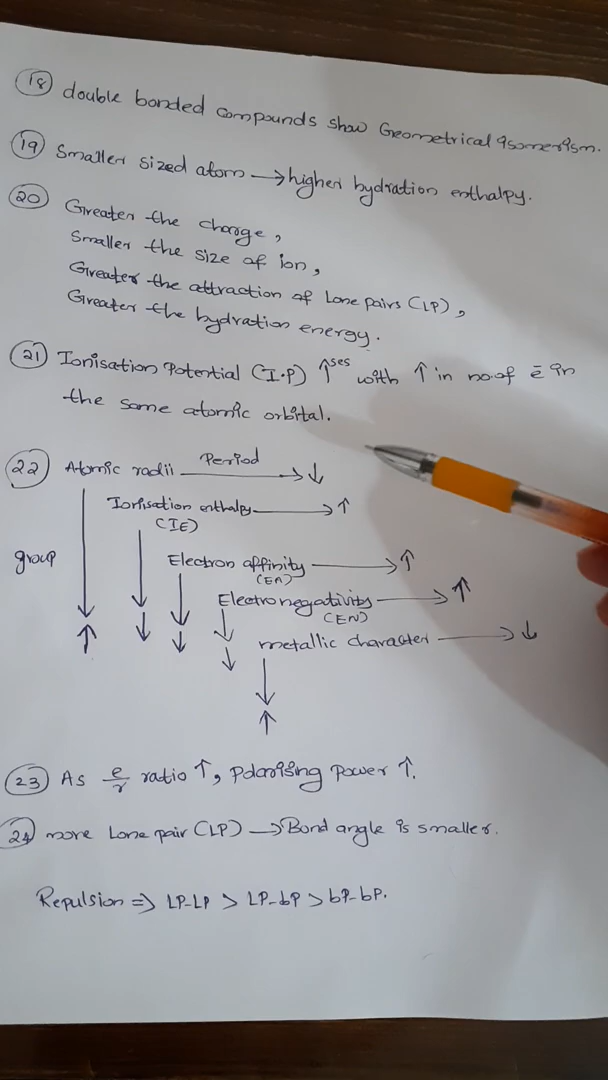 18 double bonded compounds show Geometrical isomerism.
19 Smaller sized atom → higher hydration enthalpy.
20 Greater the charge,
Smaller the size of ion,
Greater the attraction of Lone pairs (LP),
Greater the hydration energy.
21 Ionisation Potential (I.P) ↑ses with ↑ in no.of ē in
the same atomic orbital.
22 Atomic radii Period → ↓
Ionisation enthalpy → ↑
(IE)
group Electron affinity → ↑
(EA)
Electronegativity → ↑
(EN)
↑ ↓ ↓ ↓ metallic character → ↓
↑
23 As e/r ratio ↑, polarising power ↑.
24 more Lone pair (LP) → Bond angle is smaller.
Repulsion ⇒ LP-LP > LP-bP > bP-bP.